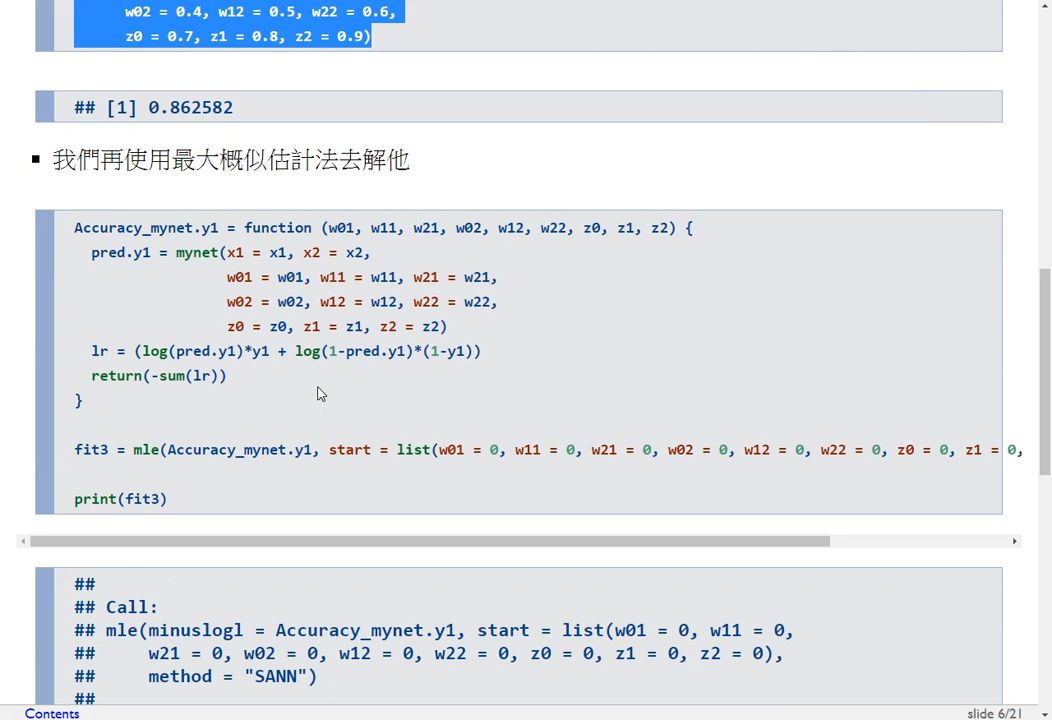 w02 = 0.4, w12 = 0.5, w22 = 0.6,
z0 = 0.7, z1 = 0.8, z2 = 0.9)
## [1] 0.862582
▪ 我們再使用最大概似估計法去解他
Accuracy_mynet.y1 = function (w01, w11, w21, w02, w12, w22, z0, z1, z2) {
pred.y1 = mynet(x1 = x1, x2 = x2,
w01 = w01, w11 = w11, w21 = w21,
w02 = w02, w12 = w12, w22 = w22,
z0 = z0, z1 = z1, z2 = z2)
lr = (log(pred.y1)*y1 + log(1-pred.y1)*(1-y1))
return(-sum(lr))
}
fit3 = mle(Accuracy_mynet.y1, start = list(w01 = 0, w11 = 0, w21 = 0, w02 = 0, w12 = 0, w22 = 0, z0 = 0, z1 = 0,
print(fit3)
##
## Call:
## mle(minuslogl = Accuracy_mynet.y1, start = list(w01 = 0, w11 = 0,
## w21 = 0, w02 = 0, w12 = 0, w22 = 0, z0 = 0, z1 = 0, z2 = 0),
## method = "SANN")
##
Contents
slide 6/21